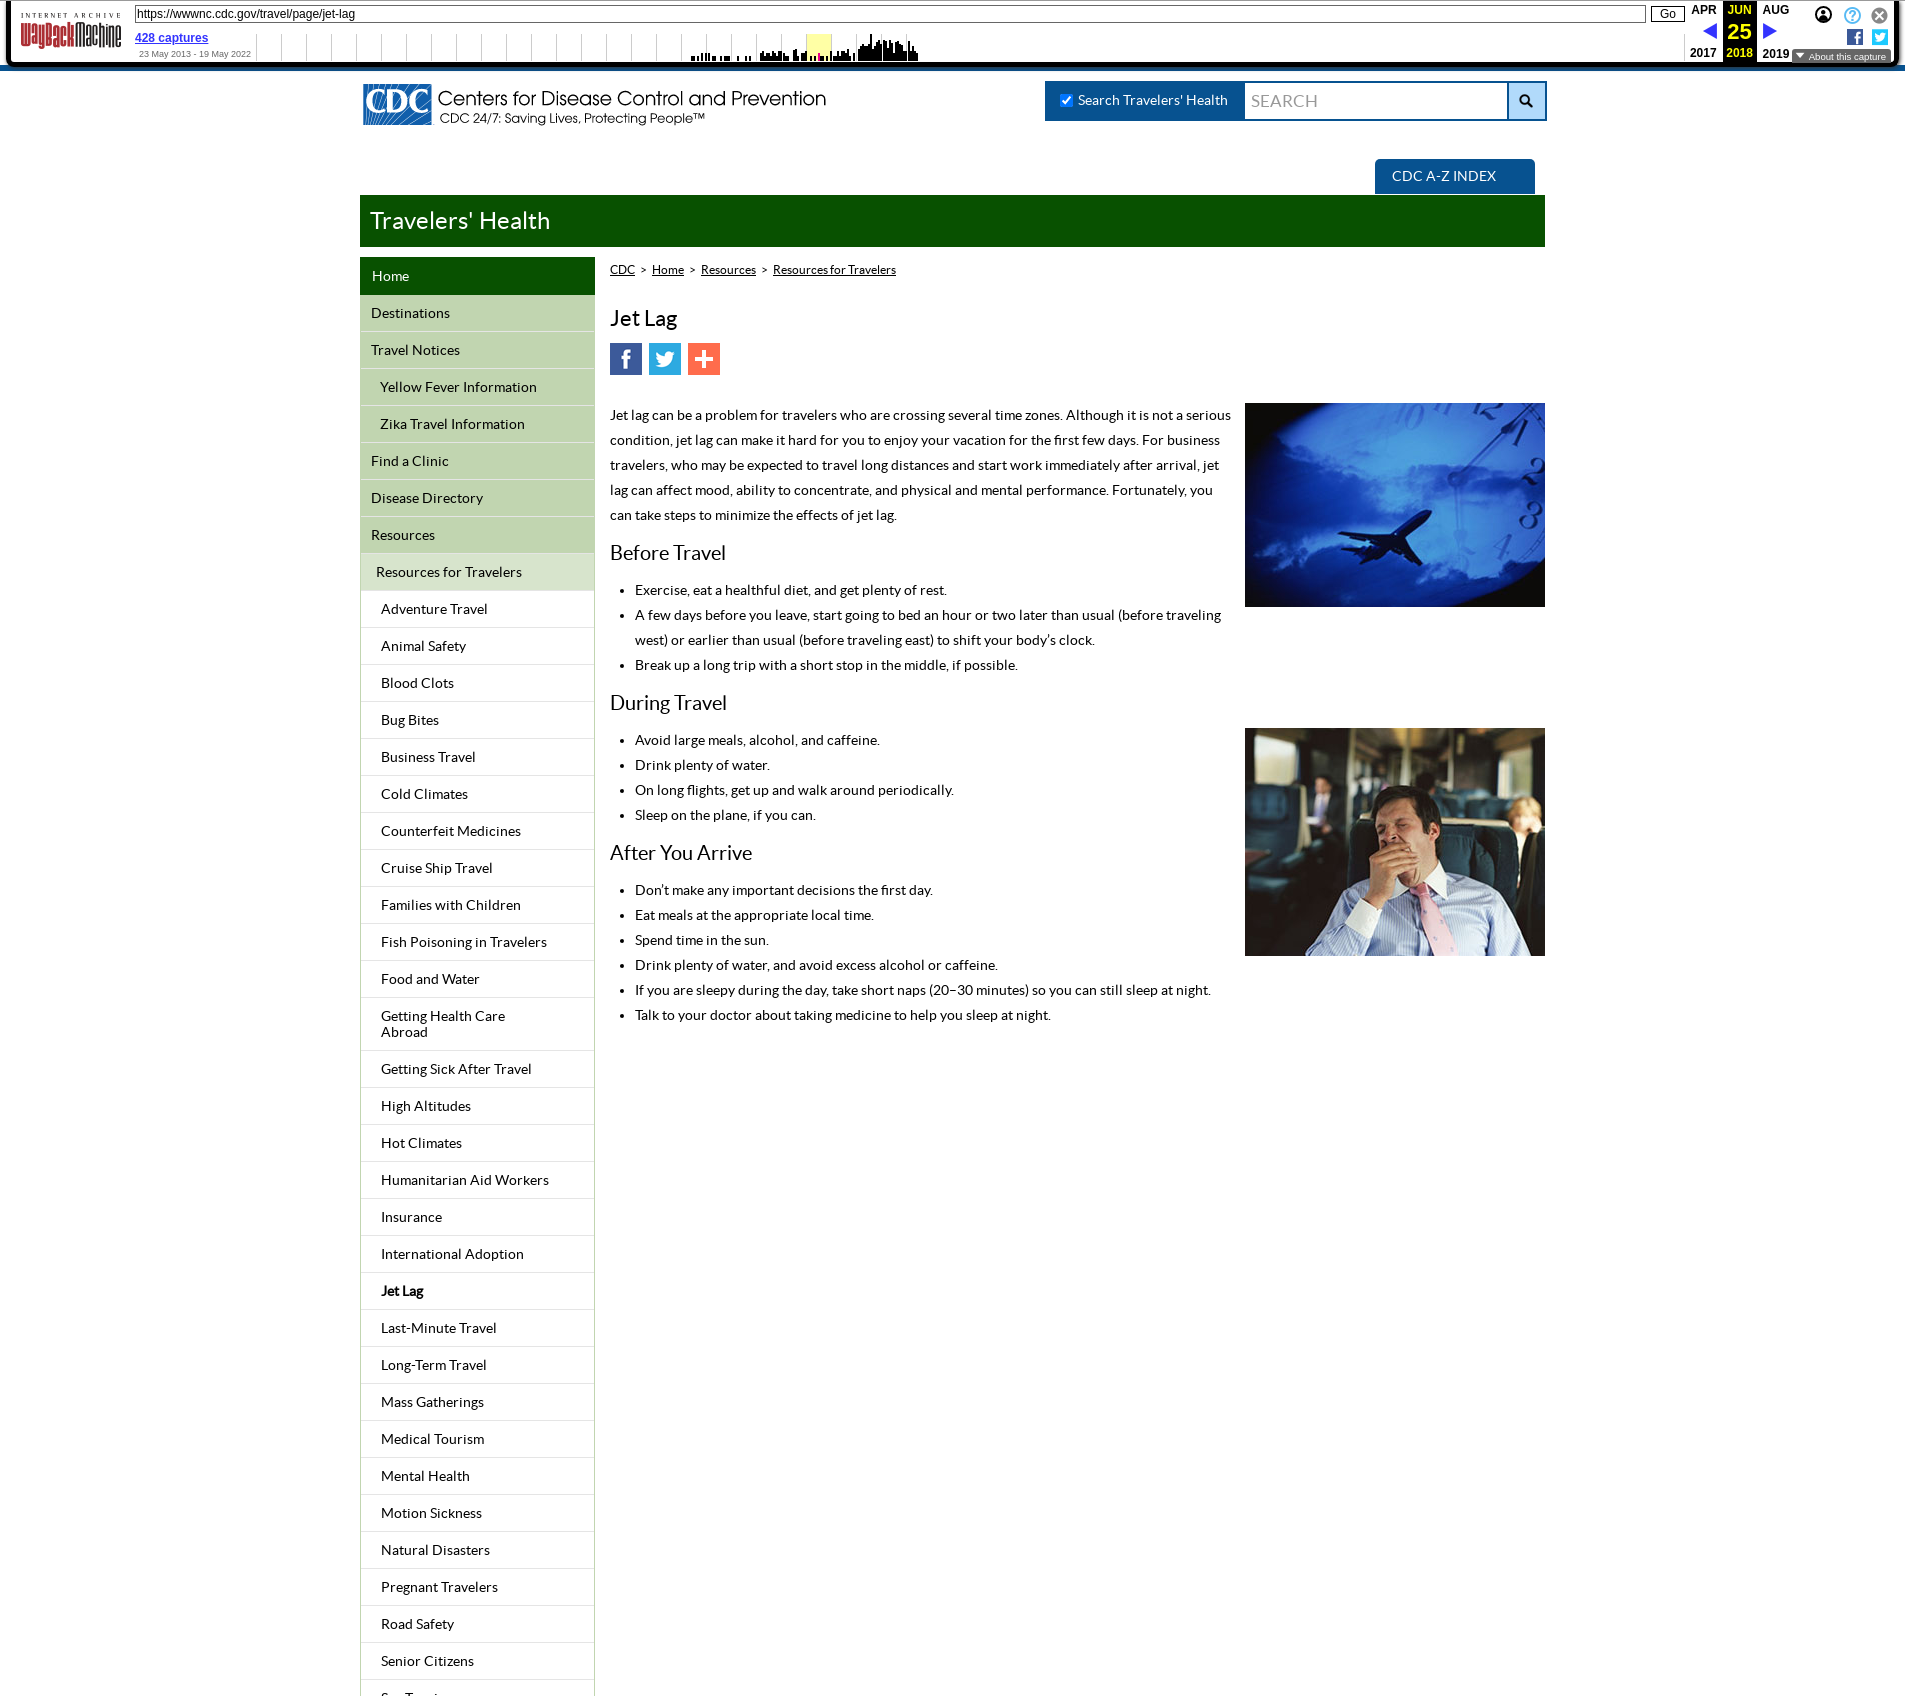 INTERNET ARCHIVE
WayBackMachine
https://wwwnc.cdc.gov/travel/page/jet-lag
Go
APR JUN AUG
428 captures
25
23 May 2013 - 19 May 2022
2017 2018 2019
About this capture
CDC
Centers for Disease Control and Prevention
CDC 24/7: Saving Lives, Protecting People™
Search Travelers' Health
SEARCH
CDC A-Z INDEX
Travelers' Health
Home
Destinations
Travel Notices
Yellow Fever Information
Zika Travel Information
Find a Clinic
Disease Directory
Resources
Resources for Travelers
Adventure Travel
Animal Safety
Blood Clots
Bug Bites
Business Travel
Cold Climates
Counterfeit Medicines
Cruise Ship Travel
Families with Children
Fish Poisoning in Travelers
Food and Water
Getting Health Care
Abroad
Getting Sick After Travel
High Altitudes
Hot Climates
Humanitarian Aid Workers
Insurance
International Adoption
Jet Lag
Last-Minute Travel
Long-Term Travel
Mass Gatherings
Medical Tourism
Mental Health
Motion Sickness
Natural Disasters
Pregnant Travelers
Road Safety
Senior Citizens
CDC > Home > Resources > Resources for Travelers
Jet Lag
Jet lag can be a problem for travelers who are crossing several time zones. Although it is not a serious
condition, jet lag can make it hard for you to enjoy your vacation for the first few days. For business
travelers, who may be expected to travel long distances and start work immediately after arrival, jet
lag can affect mood, ability to concentrate, and physical and mental performance. Fortunately, you
can take steps to minimize the effects of jet lag.
Before Travel
• Exercise, eat a healthful diet, and get plenty of rest.
• A few days before you leave, start going to bed an hour or two later than usual (before traveling
west) or earlier than usual (before traveling east) to shift your body’s clock.
• Break up a long trip with a short stop in the middle, if possible.
During Travel
• Avoid large meals, alcohol, and caffeine.
• Drink plenty of water.
• On long flights, get up and walk around periodically.
• Sleep on the plane, if you can.
After You Arrive
• Don’t make any important decisions the first day.
• Eat meals at the appropriate local time.
• Spend time in the sun.
• Drink plenty of water, and avoid excess alcohol or caffeine.
• If you are sleepy during the day, take short naps (20–30 minutes) so you can still sleep at night.
• Talk to your doctor about taking medicine to help you sleep at night.